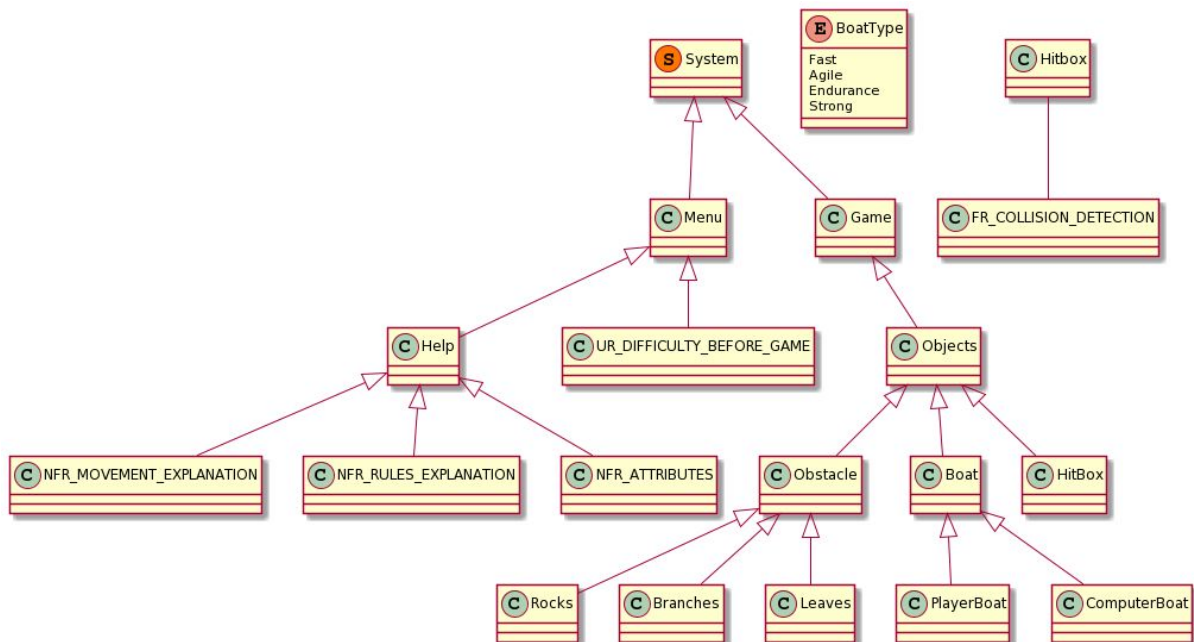 E BoatType
Fast
Agile
Endurance
Strong
S System
C Hitbox
C Menu
C Game
C FR_COLLISION_DETECTION
C Help
C UR_DIFFICULTY_BEFORE_GAME
C Objects
C NFR_MOVEMENT_EXPLANATION
C NFR_RULES_EXPLANATION
C NFR_ATTRIBUTES
C Obstacle
C Boat
C HitBox
C Rocks
C Branches
C Leaves
C PlayerBoat
C ComputerBoat